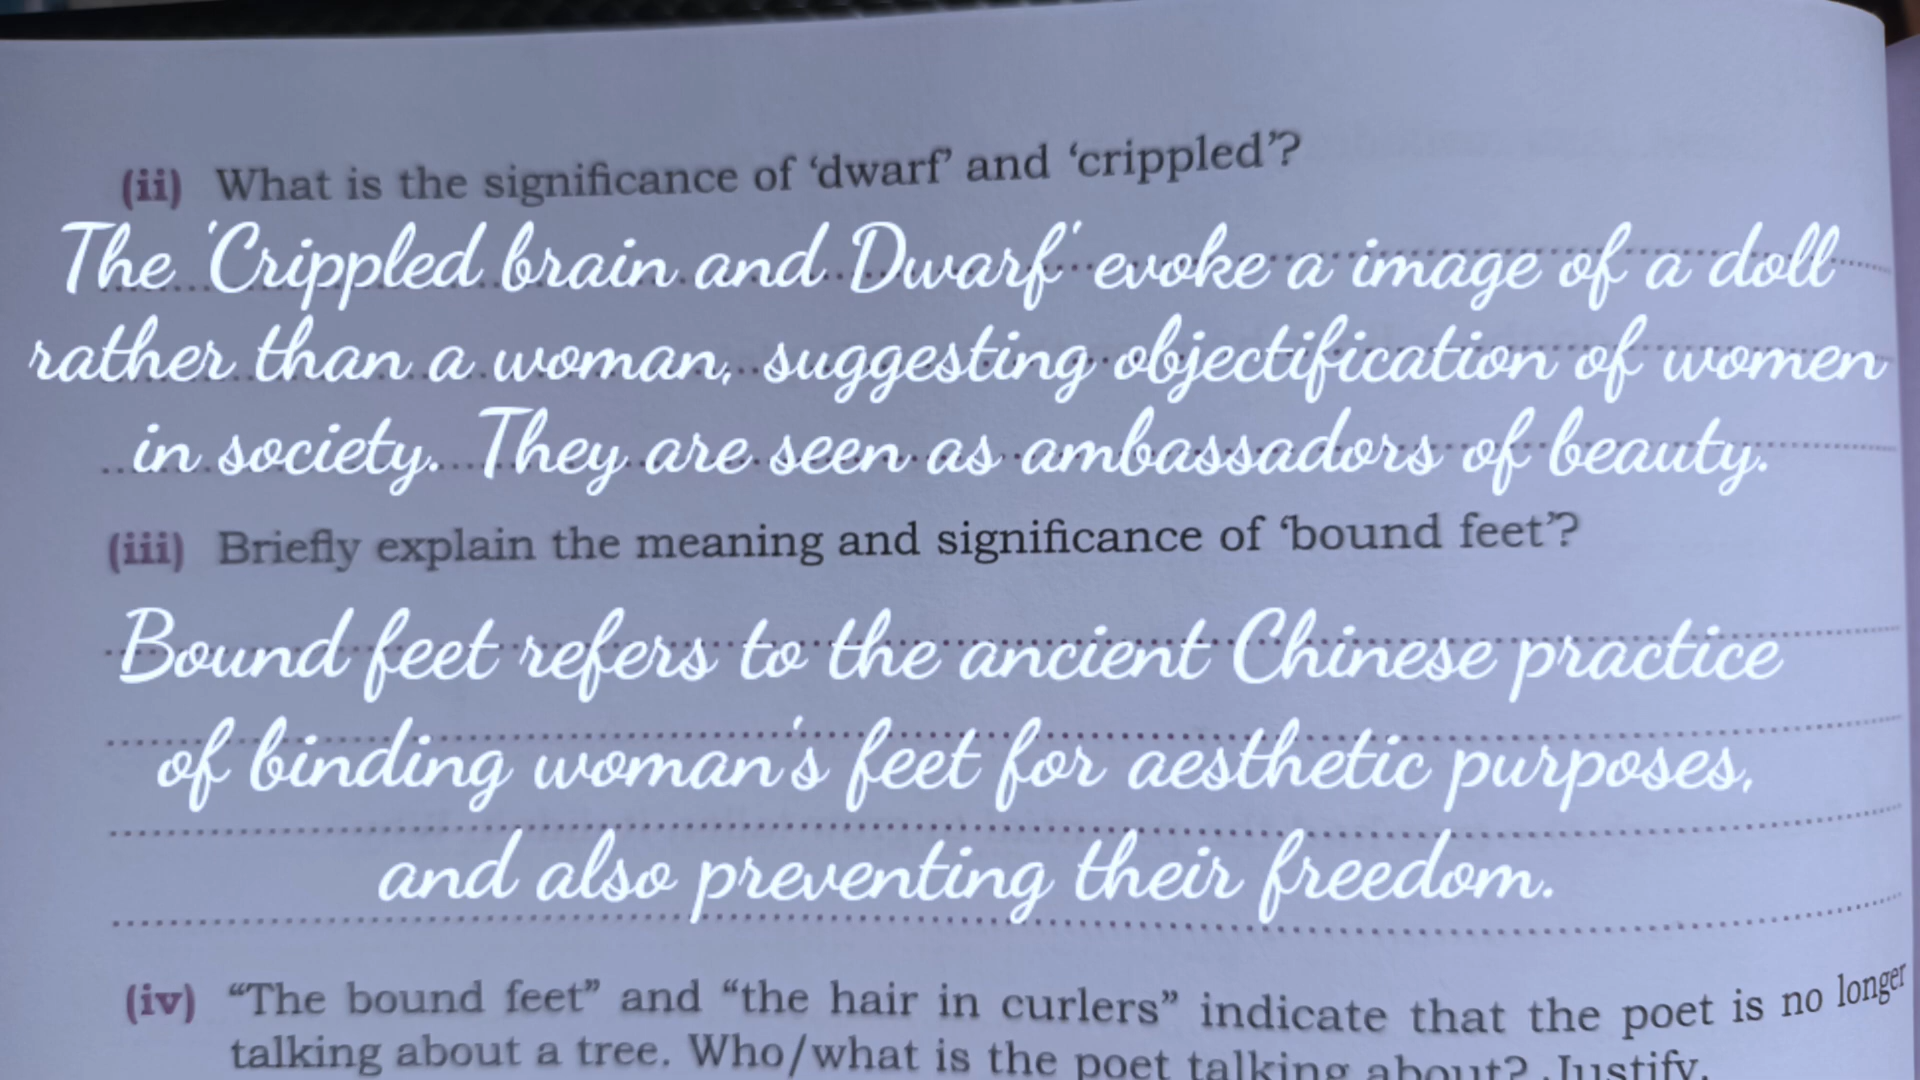 (ii) What is the significance of ‘dwarf’ and ‘crippled’?
The 'Crippled brain and Dwarf' evoke a image of a doll
rather than a woman, suggesting objectification of women
in society. They are seen as ambassadors of beauty.
(iii) Briefly explain the meaning and significance of ‘bound feet’?
Bound feet refers to the ancient Chinese practice
of binding woman's feet for aesthetic purposes,
and also preventing their freedom.
(iv) “The bound feet” and “the hair in curlers” indicate that the poet is no longer
talking about a tree. Who/what is the poet talking about? Justify.